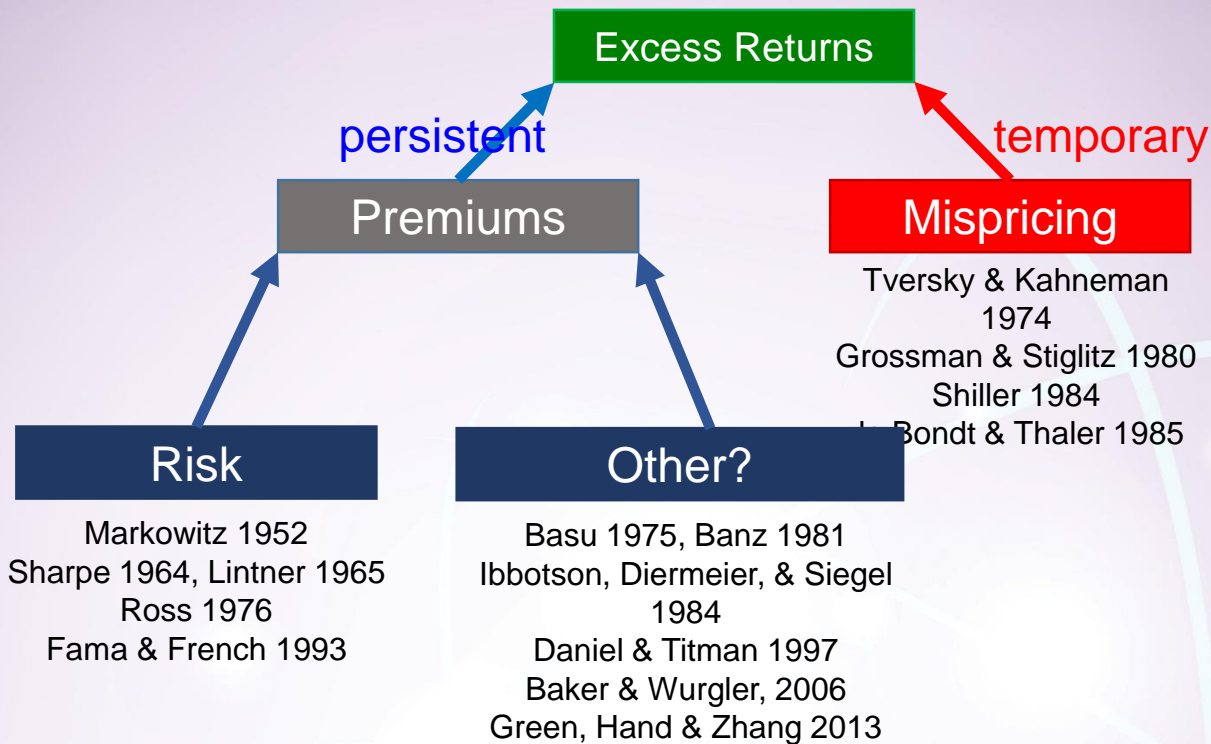 Excess Returns
persistent
temporary
Premiums
Mispricing
Tversky & Kahneman
1974
Grossman & Stiglitz 1980
Shiller 1984
Bondt & Thaler 1985
Risk
Other?
Markowitz 1952
Sharpe 1964, Lintner 1965
Ross 1976
Fama & French 1993
Basu 1975, Banz 1981
Ibbotson, Diermeier, & Siegel
1984
Daniel & Titman 1997
Baker & Wurgler, 2006
Green, Hand & Zhang 2013